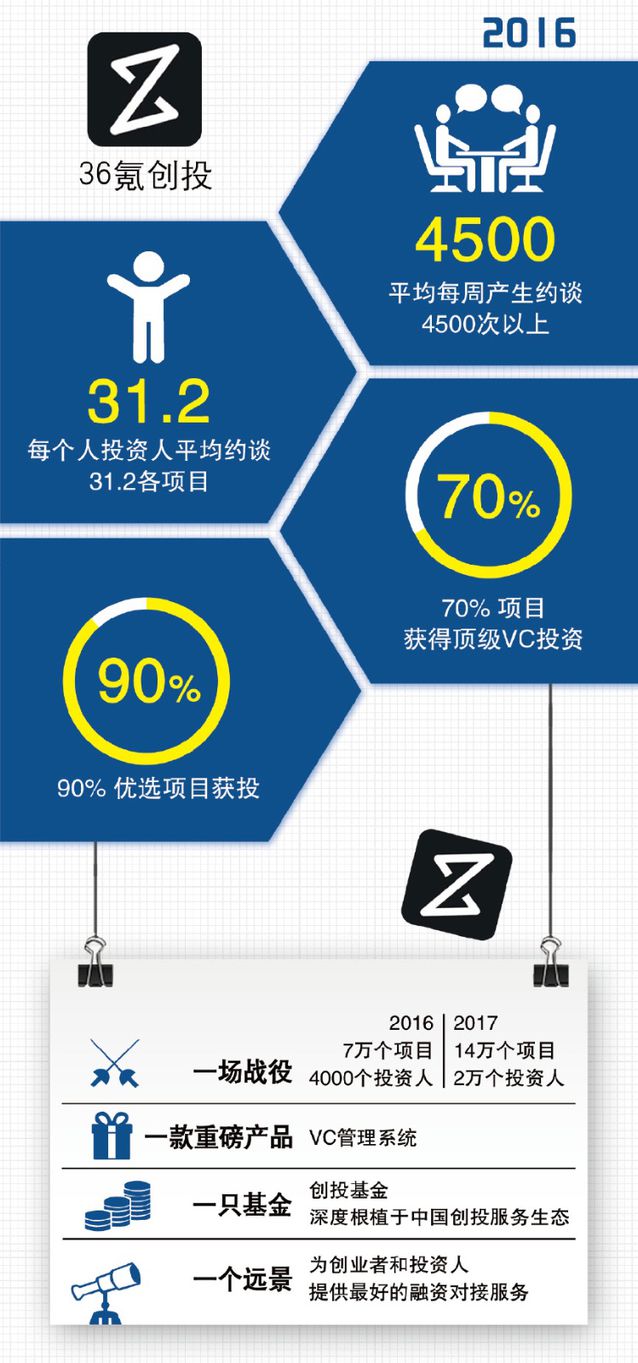 2016
36氪创投
4500
平均每周产生约谈
4500次以上
31.2
每个人投资人平均约谈
31.2各项目
70%
70% 项目
获得顶级VC投资
90%
90% 优选项目获投
一场战役
2016
7万个项目
4000个投资人
2017
14万个项目
2万个投资人
一款重磅产品
VC管理系统
一只基金
创投基金
深度根植于中国创投服务生态
一个远景
为创业者和投资人
提供最好的融资对接服务